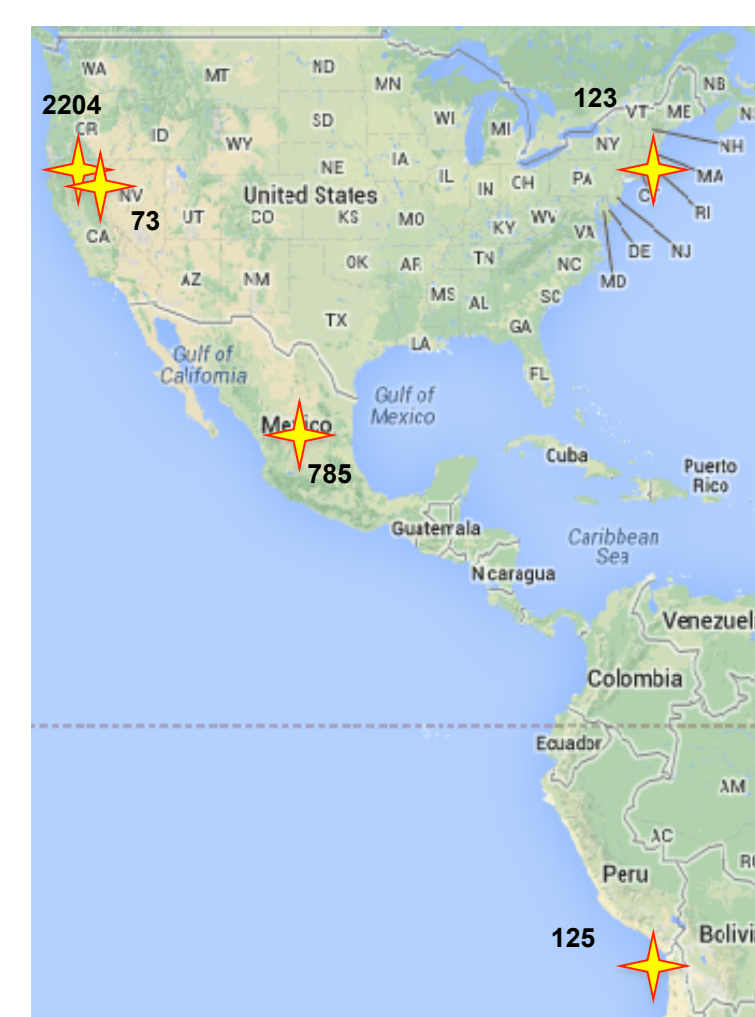 WA
MT
ND
MN
NB
2204
123
OR
ID
SD
WI
MI
VT
ME
WY
NY
NH
NE
IA
IL
IN
OH
PA
MA
United States
NV
CT
RI
73
UT
CO
KS
MO
KY
WV
VA
CA
DE
NJ
OK
AR
TN
NC
MD
AZ
NM
MS
AL
SC
TX
GA
LA
FL
Gulf of
California
Gulf of
Mexico
Mexico
785
Cuba
Puerto
Rico
Guatemala
Caribbean
Sea
Nicaragua
Venezuel
Colombia
Ecuador
AM
AC
Peru
125
Bolivi